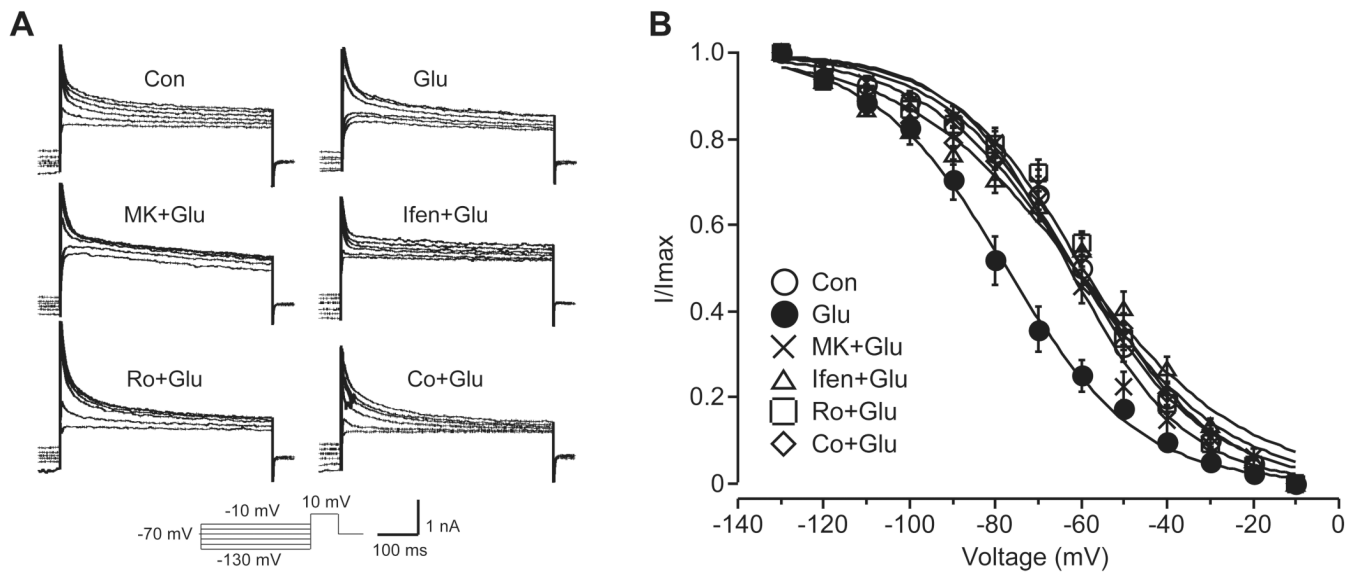 A
Con
Glu
MK+Glu
Ifen+Glu
Ro+Glu
Co+Glu
-10 mV
10 mV
-70 mV
-130 mV
1 nA
100 ms
B
1.0
0.8
0.6
0.4
0.2
0
I/Imax
Con
Glu
MK+Glu
Ifen+Glu
Ro+Glu
Co+Glu
-140 -120 -100 -80 -60 -40 -20 0
Voltage (mV)